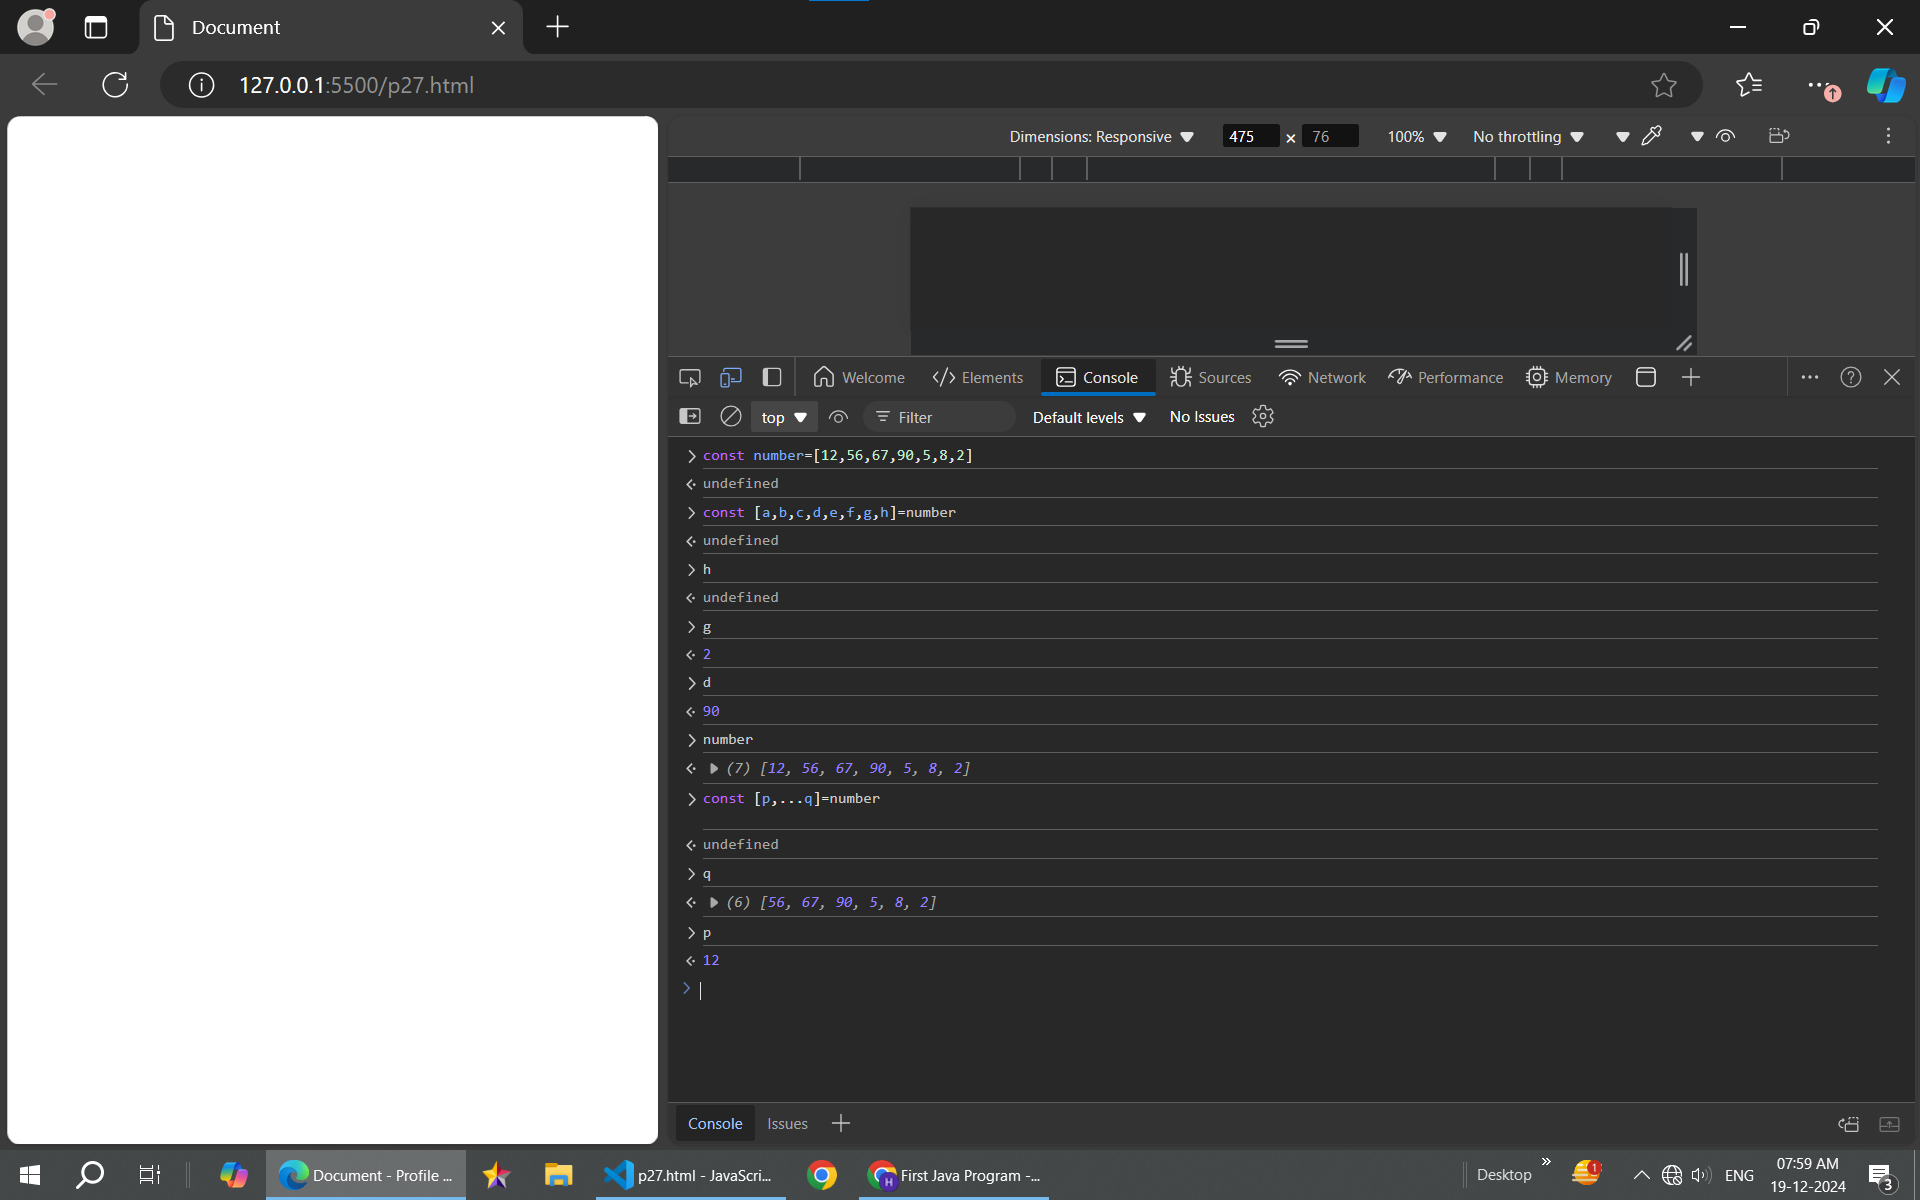 Document
127.0.0.1:5500/p27.html
Dimensions: Responsive 475 × 76 100% No throttling
Welcome Elements Console Sources Network Performance Memory
top Filter Default levels No Issues
const number=[12,56,67,90,5,8,2]
undefined
const [a,b,c,d,e,f,g,h]=number
undefined
h
undefined
g
2
d
90
number
(7) [12, 56, 67, 90, 5, 8, 2]
const [p,...q]=number
undefined
q
(6) [56, 67, 90, 5, 8, 2]
p
12
Console Issues
Document - Profile ... p27.html - JavaScri... H First Java Program -... Desktop 1 ENG 07:59 AM
19-12-2024 3